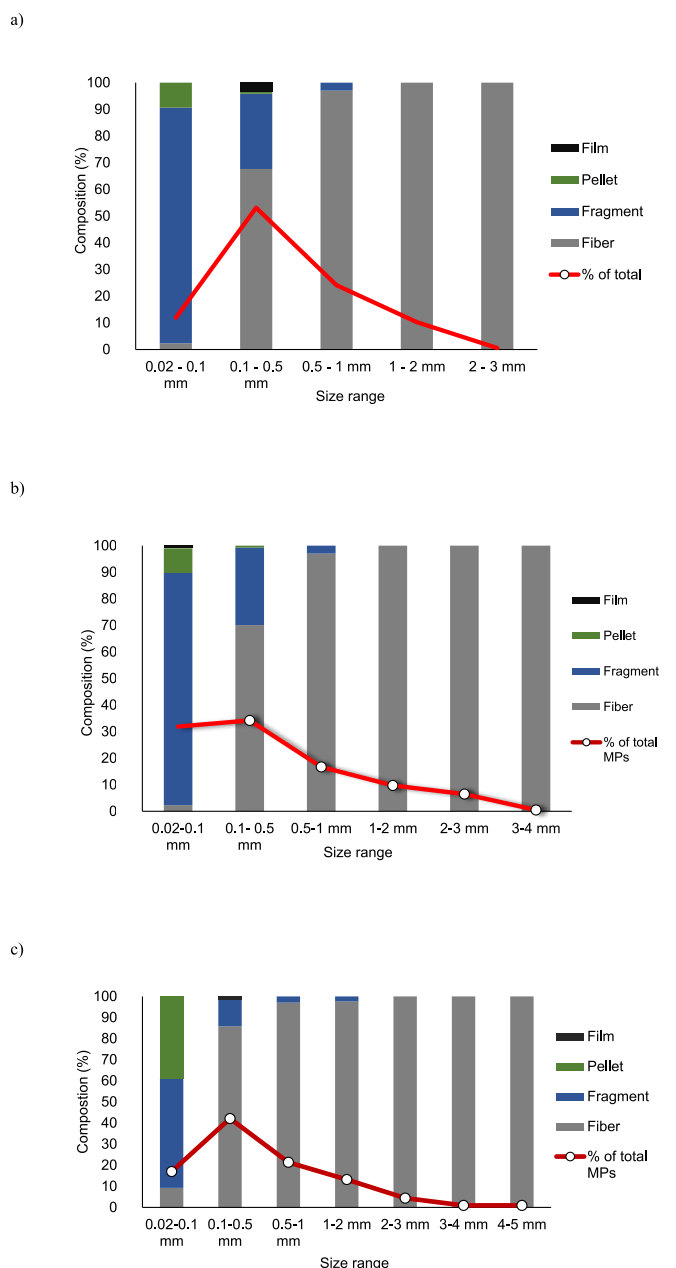 a)
100
90
80
70
60
50
40
30
20
10
0
Composition (%)
0.02 - 0.1
mm
0.1 - 0.5
mm
0.5 - 1 mm
1 - 2 mm
2 - 3 mm
Size range
Film
Pellet
Fragment
Fiber
% of total
b)
100
90
80
70
60
50
40
30
20
10
0
Composition (%)
0.02-0.1
mm
0.1- 0.5
mm
0.5-1 mm
1-2 mm
2-3 mm
3-4 mm
Size range
Film
Pellet
Fragment
Fiber
% of total
MPs
c)
100
90
80
70
60
50
40
30
20
10
0
Compostion (%)
0.02-0.1
mm
0.1-0.5
mm
0.5-1
mm
1-2 mm
2-3 mm
3-4 mm
4-5 mm
Size range
Film
Pellet
Fragment
Fiber
% of total
MPs